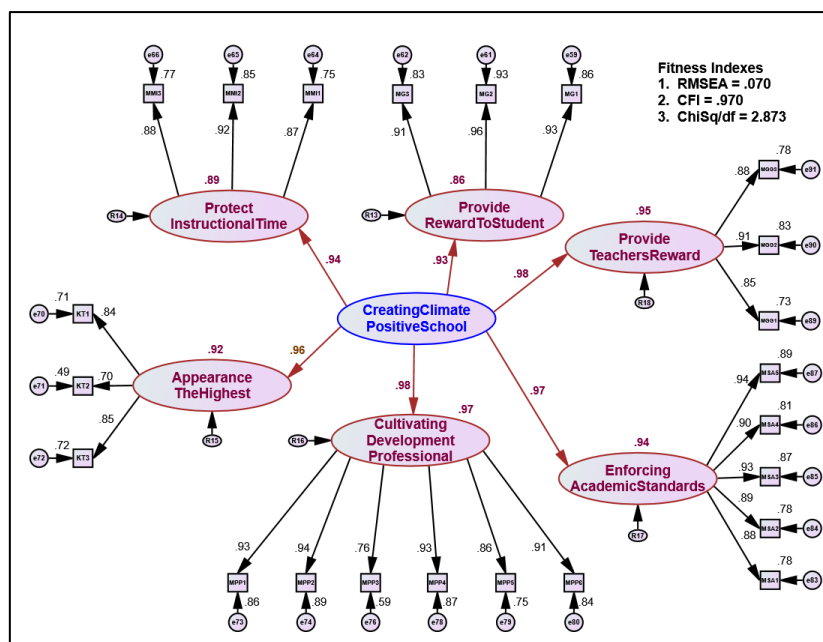 e66
e65
e64
.77
.85
.75
MMI3
MMI2
MMI1
.88
.92
.87
.89
R14
Protect
InstructionalTime
.94
e62
e61
e59
.83
.93
.86
MG3
MG2
MG1
.91
.96
.93
.86
R13
Provide
RewardToStudent
.93
Fitness Indexes
1. RMSEA = .070
2. CFI = .970
3. ChiSq/df = 2.873
.78
.88
e91
.95
Provide
TeachersReward
R18
.98
.91
MGG2
.83
e90
.85
MGG1
.73
e89
CreatingClimate
PositiveSchool
e70
.71
KT1
.84
e71
.49
KT2
.70
e72
.72
KT3
.85
.92
Appearance
TheHighest
R15
.96
.98
.97
R16
Cultivating
Development
Professional
.93
.94
.76
.93
.86
.91
MPP1
MPP2
MPP3
MPP4
MPP5
MPP6
.86
.89
.59
.87
.75
.84
e73
e74
e76
e78
e79
e80
.97
.94
Enforcing
AcademicStandards
R17
.94
MSA5
.89
e87
.90
MSA4
.81
e86
.93
MSA3
.87
e85
.89
MSA2
.78
e84
.88
MSA1
.78
e83